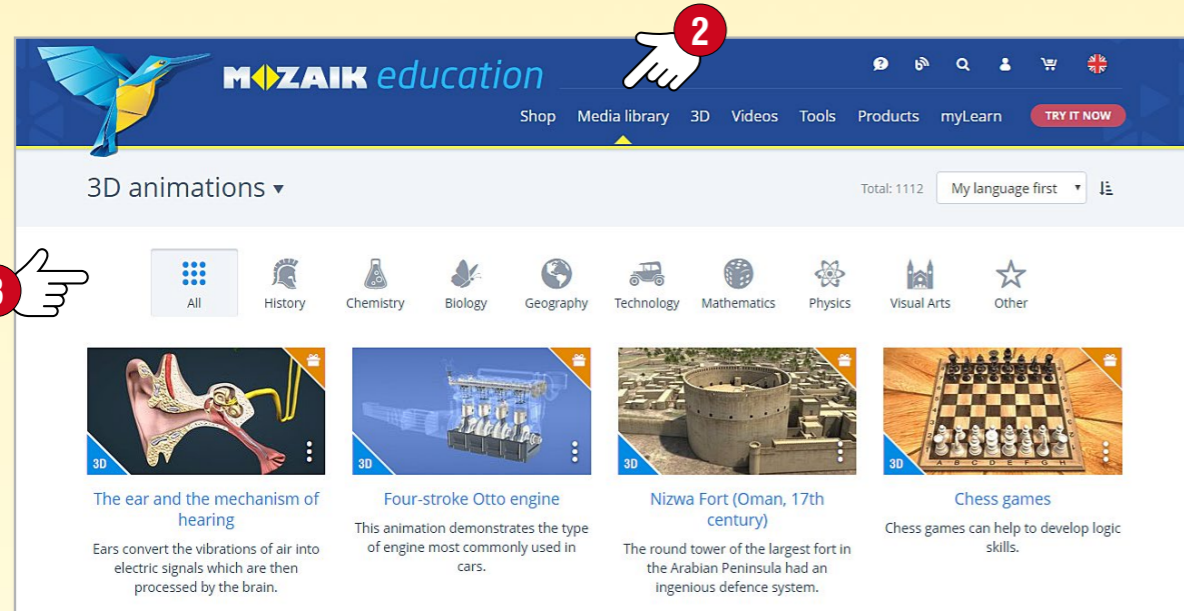 2
MOZAIK education
Shop Media library 3D Videos Tools Products myLearn TRY IT NOW
3D animations
Total: 1112 My language first
3
All History Chemistry Biology Geography Technology Mathematics Physics Visual Arts Other
3D 3D 3D 3D
The ear and the mechanism of
hearing
Ears convert the vibrations of air into
electric signals which are then
processed by the brain.
Four-stroke Otto engine
This animation demonstrates the type
of engine most commonly used in
cars.
Nizwa Fort (Oman, 17th
century)
The round tower of the largest fort in
the Arabian Peninsula had an
ingenious defence system.
A B C D E F G H
Chess games
Chess games can help to develop logic
skills.